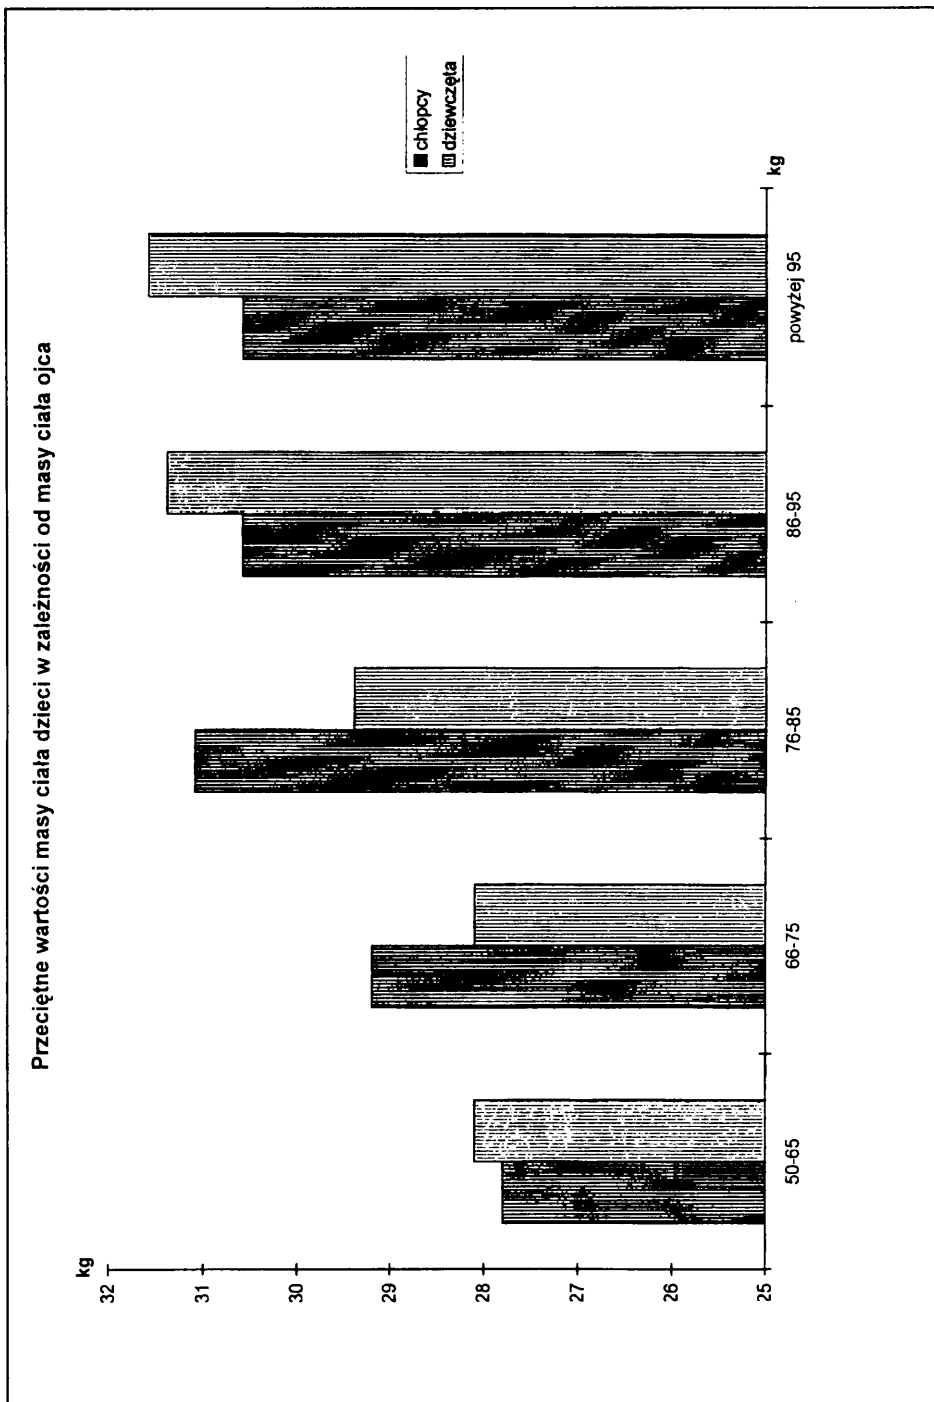 Przeciętne wartości masy ciała dzieci w zależności od masy ciała ojca
kg
32
31
30
29
28
27
26
25
50-65
66-75
76-85
86-95
powyżej 95
kg
chłopcy
dziewczęta